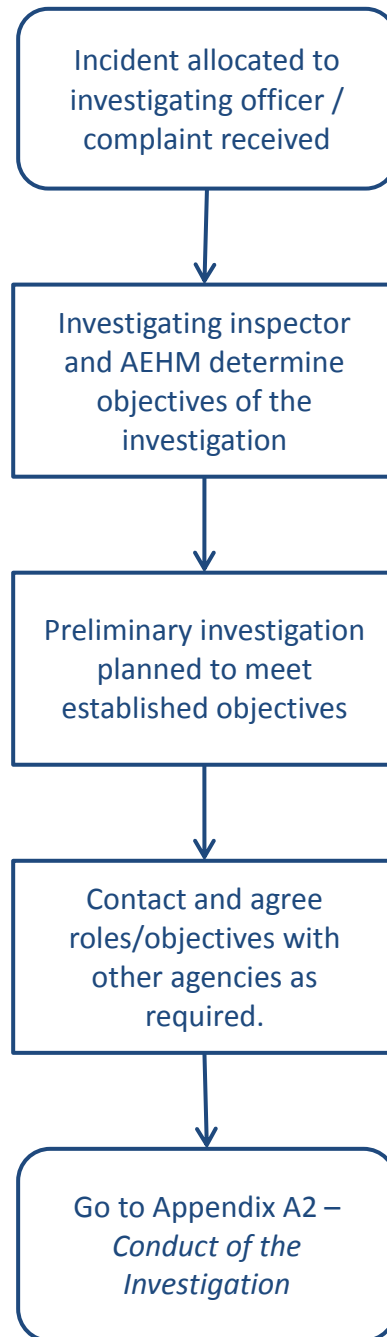 Incident allocated to
investigating officer /
complaint received
Investigating inspector
and AEHM determine
objectives of the
investigation
Preliminary investigation
planned to meet
established objectives
Contact and agree
roles/objectives with
other agencies as
required.
Go to Appendix A2 –
Conduct of the
Investigation